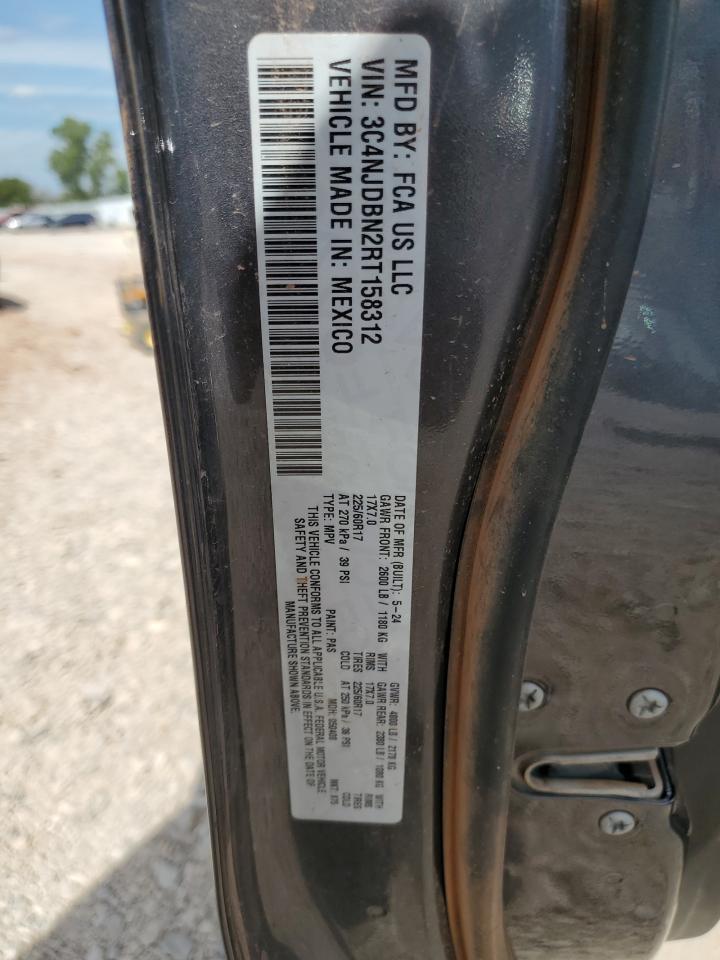 MFD BY: FCA US LLC
VIN: 3C4NJDBN2RT158312
VEHICLE MADE IN: MEXICO
DATE OF MFR (BUILT): 5-24 GVWR: 4800 LB / 2178 KG
GAWR FRONT: 2600 LB / 1180 KG WITH GAWR REAR: 2380 LB / 1080 KG WITH
17X7.0 RIMS 17X7.0 RIMS
225/60R17 TIRES 225/60R17 TIRES
AT 270 kPa / 39 PSI COLD AT 250 kPa / 36 PSI COLD
TYPE: MPV PAINT: PAS MDH:
THIS VEHICLE CONFORMS TO ALL APPLICABLE U.S.A. FEDERAL MOTOR VEHICLE
SAFETY AND THEFT PREVENTION STANDARDS IN EFFECT ON THE DATE OF
MANUFACTURE SHOWN ABOVE.